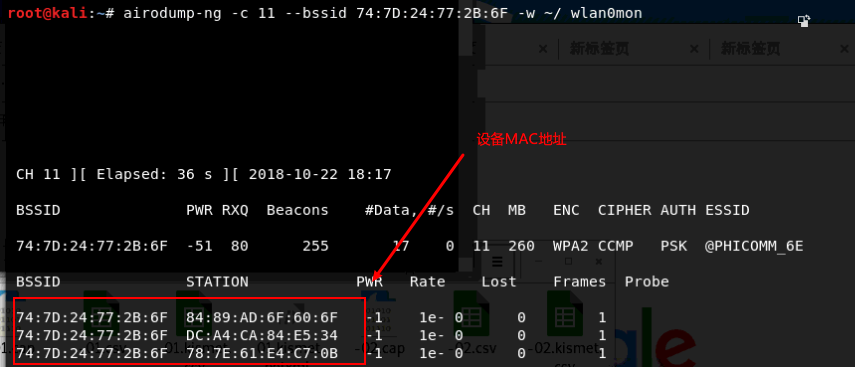 root@kali:~# airodump-ng -c 11 --bssid 74:7D:24:77:2B:6F -w ~/ wlan0mon
新标签页 新标签页
设备MAC地址
CH 11 ][ Elapsed: 36 s ][ 2018-10-22 18:17
BSSID PWR RXQ Beacons #Data, #/s CH MB ENC CIPHER AUTH ESSID
74:7D:24:77:2B:6F -51 80 255 17 0 11 260 WPA2 CCMP PSK @PHICOMM_6E
BSSID STATION PWR Rate Lost Frames Probe
74:7D:24:77:2B:6F 84:89:AD:6F:60:6F -1 1e- 0 0 1
74:7D:24:77:2B:6F DC:A4:CA:84:E5:34 -1 1e- 0 0 1
74:7D:24:77:2B:6F 78:7E:61:E4:C7:0B -1 1e- 0 0 1
-02.csv -02.kismet.
gle